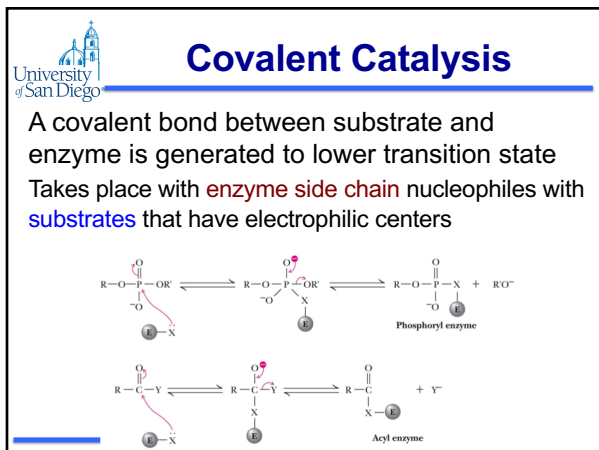 University
of San Diego
Covalent Catalysis
A covalent bond between substrate and
enzyme is generated to lower transition state
Takes place with enzyme side chain nucleophiles with
substrates that have electrophilic centers
O O⊖ O
R—O—P—OR' R—O—P—OR' R—O—P—X + R'O⁻
⁻O ⁻O X ⁻O E
E—X: E Phosphoryl enzyme
O O⊖ O
R—C—Y R—C—Y R—C + Y⁻
X X—E
E—X: E Acyl enzyme